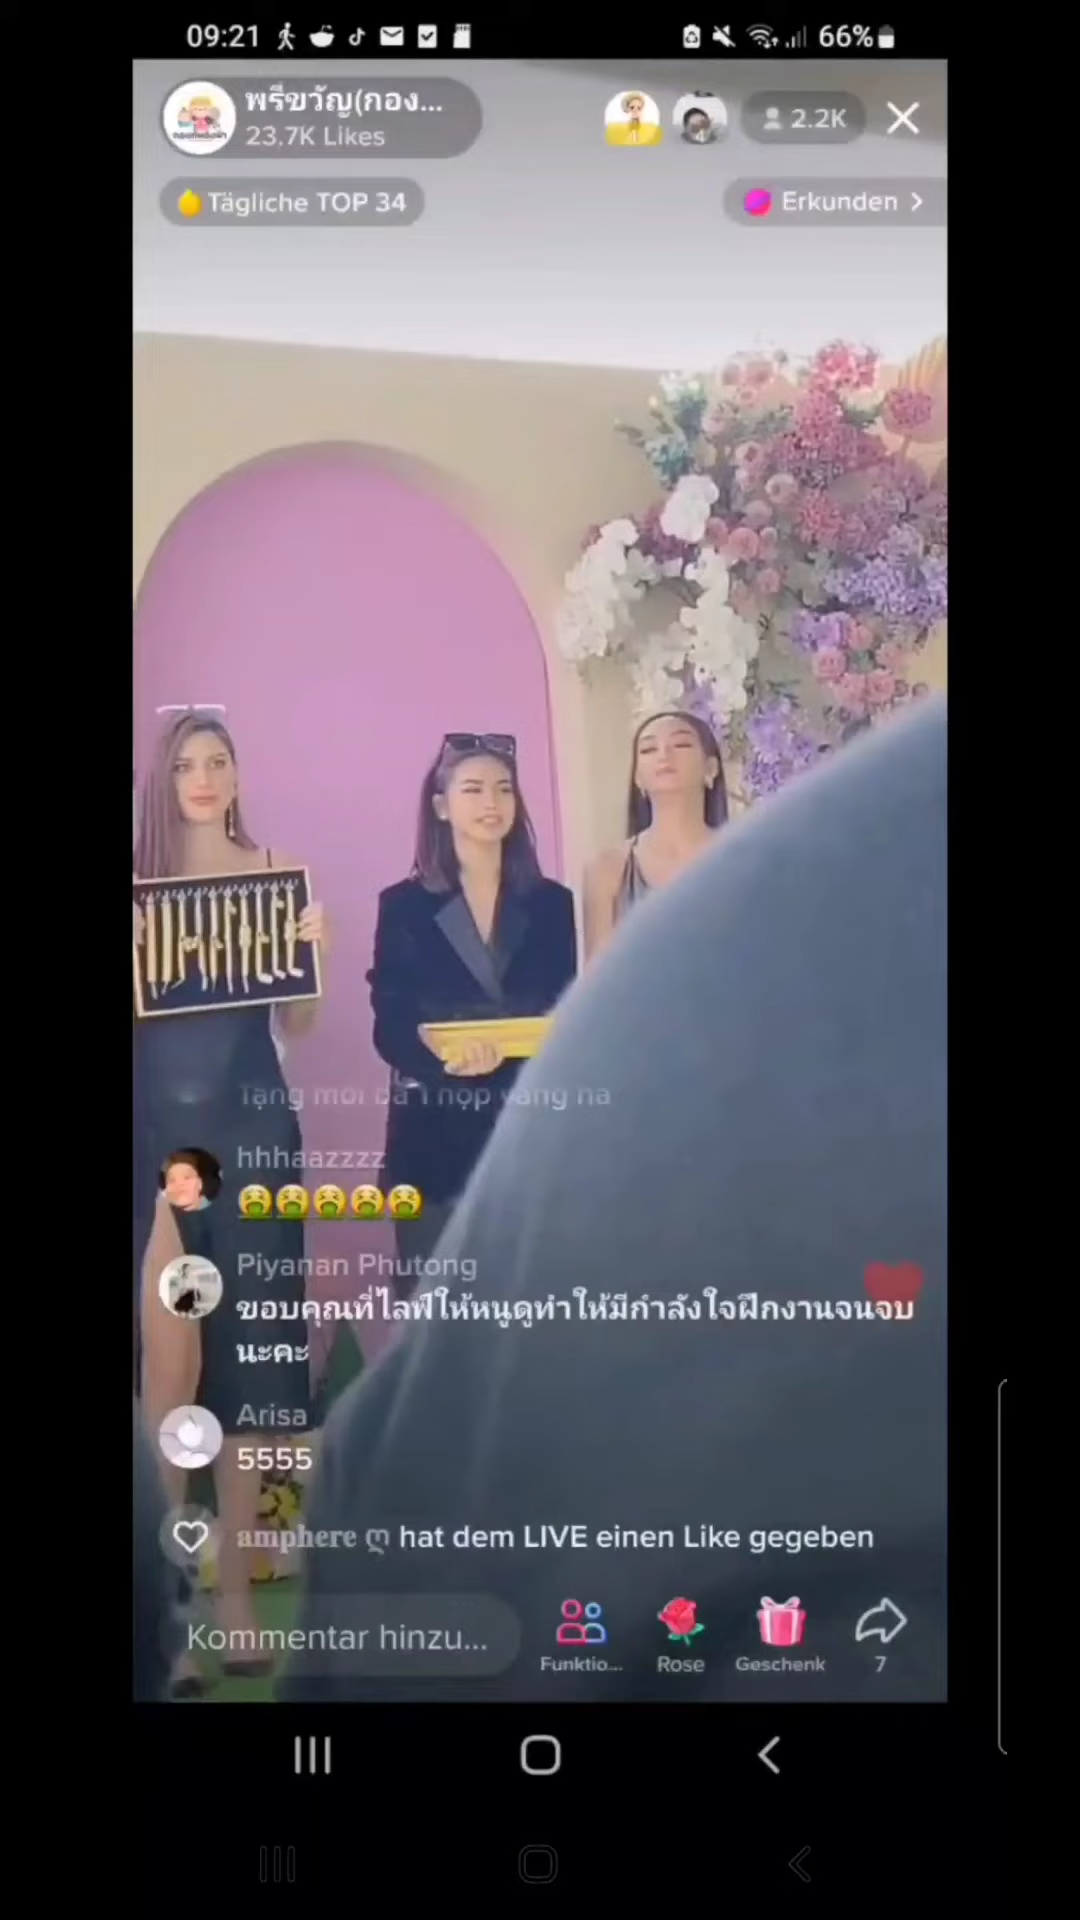 09:21
66%
พรีขวัญ(กอง...
23.7K Likes
2.2K
Tägliche TOP 34
Erkunden >
hhhaazzzz
🤮🤮🤮🤮🤮
Piyanan Phutong
ขอบคุณที่ไลฟ์ให้หนูดูทำให้มีกำลังใจฝึกงานจนจบ
นะคะ
Arisa
5555
amphere ღ hat dem LIVE einen Like gegeben
Kommentar hinzu...
Funktio...
Rose
Geschenk
7